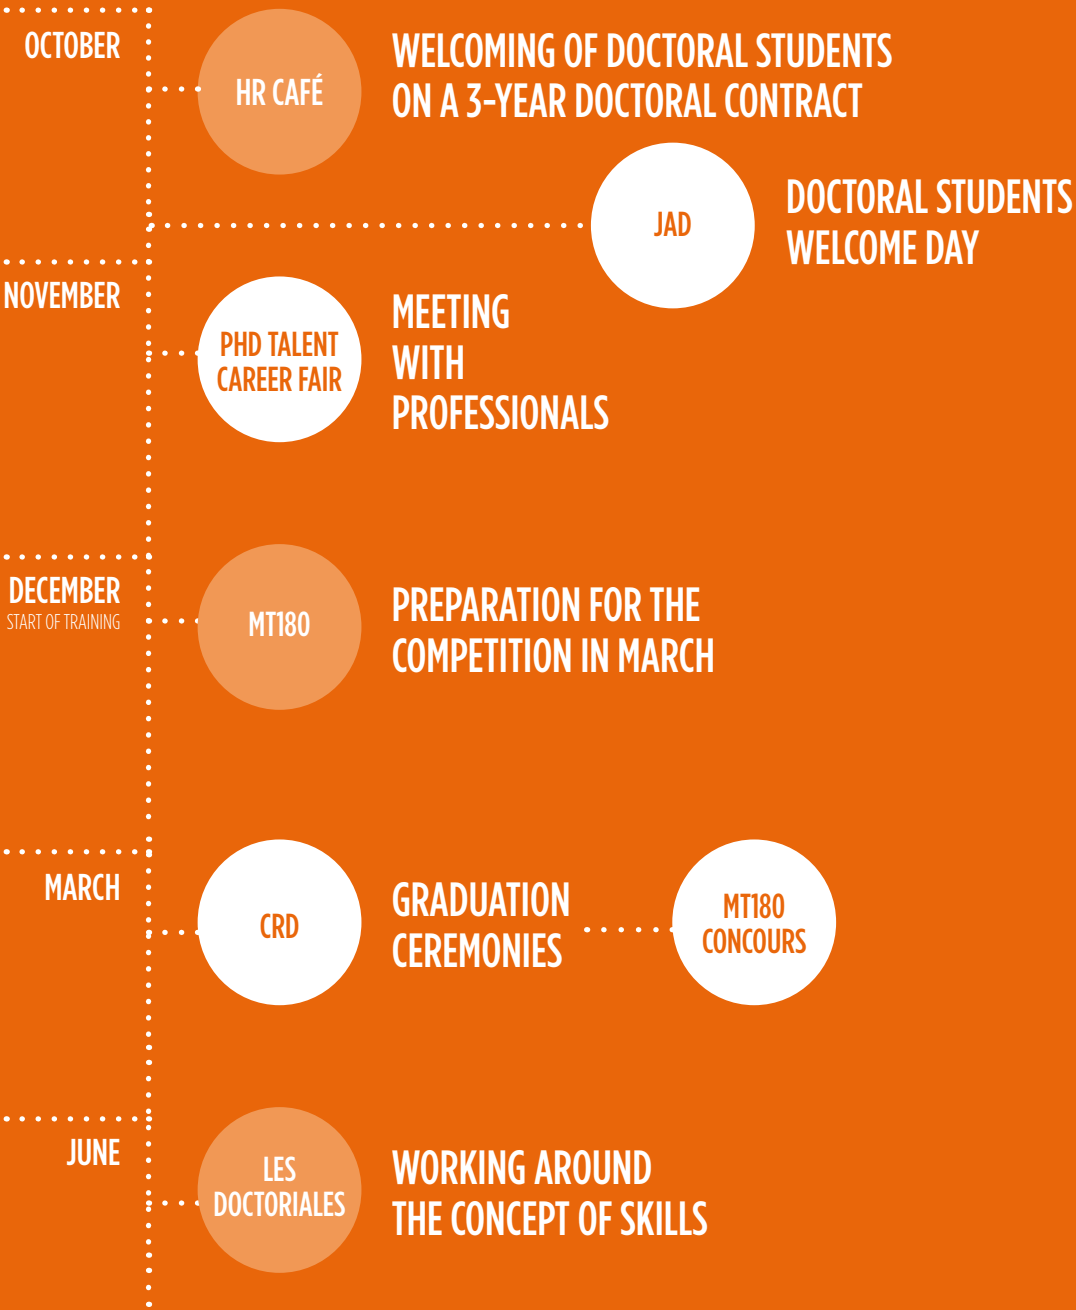 OCTOBER
HR CAFÉ
WELCOMING OF DOCTORAL STUDENTS
ON A 3-YEAR DOCTORAL CONTRACT
JAD
DOCTORAL STUDENTS
WELCOME DAY
NOVEMBER
PHD TALENT
CAREER FAIR
MEETING
WITH
PROFESSIONALS
DECEMBER
START OF TRAINING
MT180
PREPARATION FOR THE
COMPETITION IN MARCH
MARCH
CRD
GRADUATION
CEREMONIES
MT180
CONCOURS
JUNE
LES
DOCTORIALES
WORKING AROUND
THE CONCEPT OF SKILLS